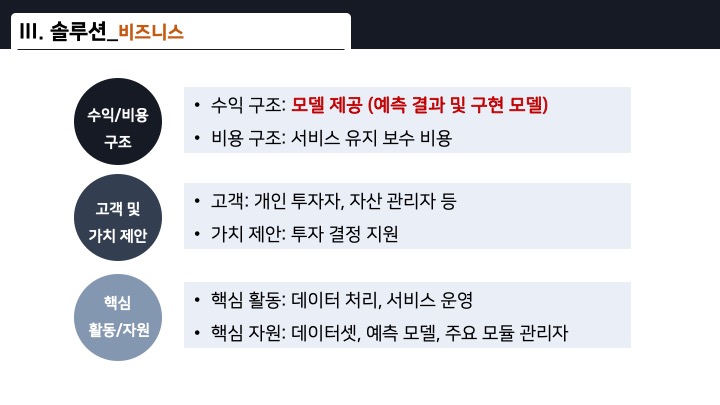 III. 솔루션_비즈니스
수익/비용
구조
• 수익 구조: 모델 제공 (예측 결과 및 구현 모델)
• 비용 구조: 서비스 유지 보수 비용
고객 및
가치 제안
• 고객: 개인 투자자, 자산 관리자 등
• 가치 제안: 투자 결정 지원
핵심
활동/자원
• 핵심 활동: 데이터 처리, 서비스 운영
• 핵심 자원: 데이터셋, 예측 모델, 주요 모듈 관리자